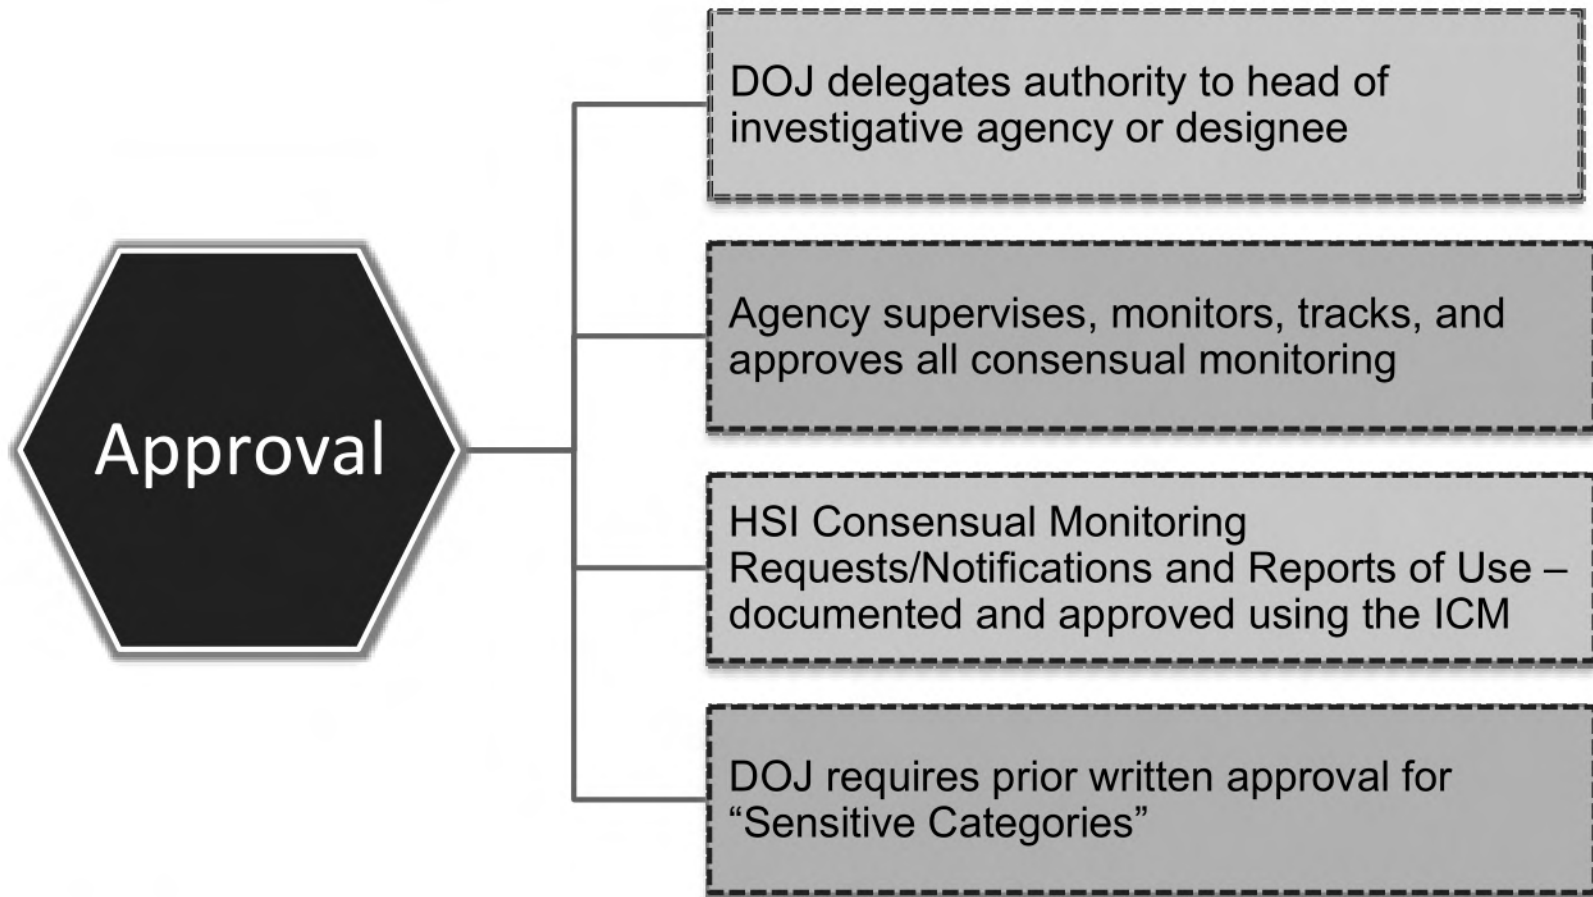 Approval
DOJ delegates authority to head of
investigative agency or designee
Agency supervises, monitors, tracks, and
approves all consensual monitoring
HSI Consensual Monitoring
Requests/Notifications and Reports of Use –
documented and approved using the ICM
DOJ requires prior written approval for
“Sensitive Categories”